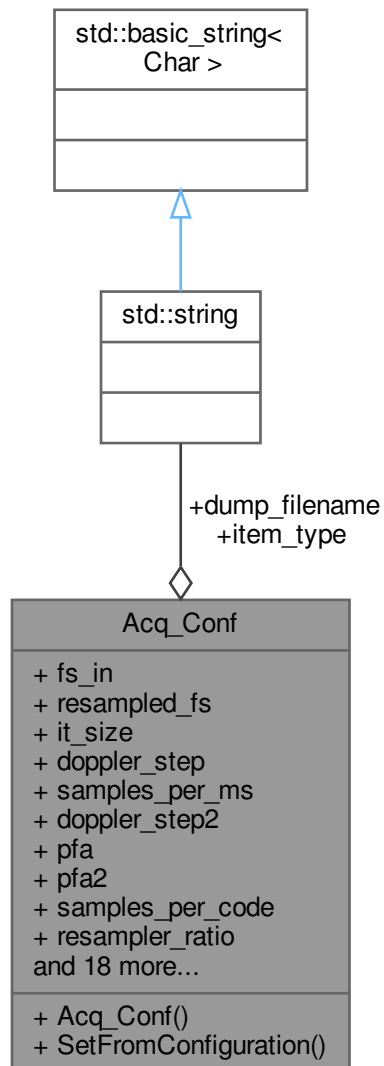 std::basic_string<
Char >
std::string
+dump_filename
+item_type
Acq_Conf
+ fs_in
+ resampled_fs
+ it_size
+ doppler_step
+ samples_per_ms
+ doppler_step2
+ pfa
+ pfa2
+ samples_per_code
+ resampler_ratio
and 18 more...
+ Acq_Conf()
+ SetFromConfiguration()